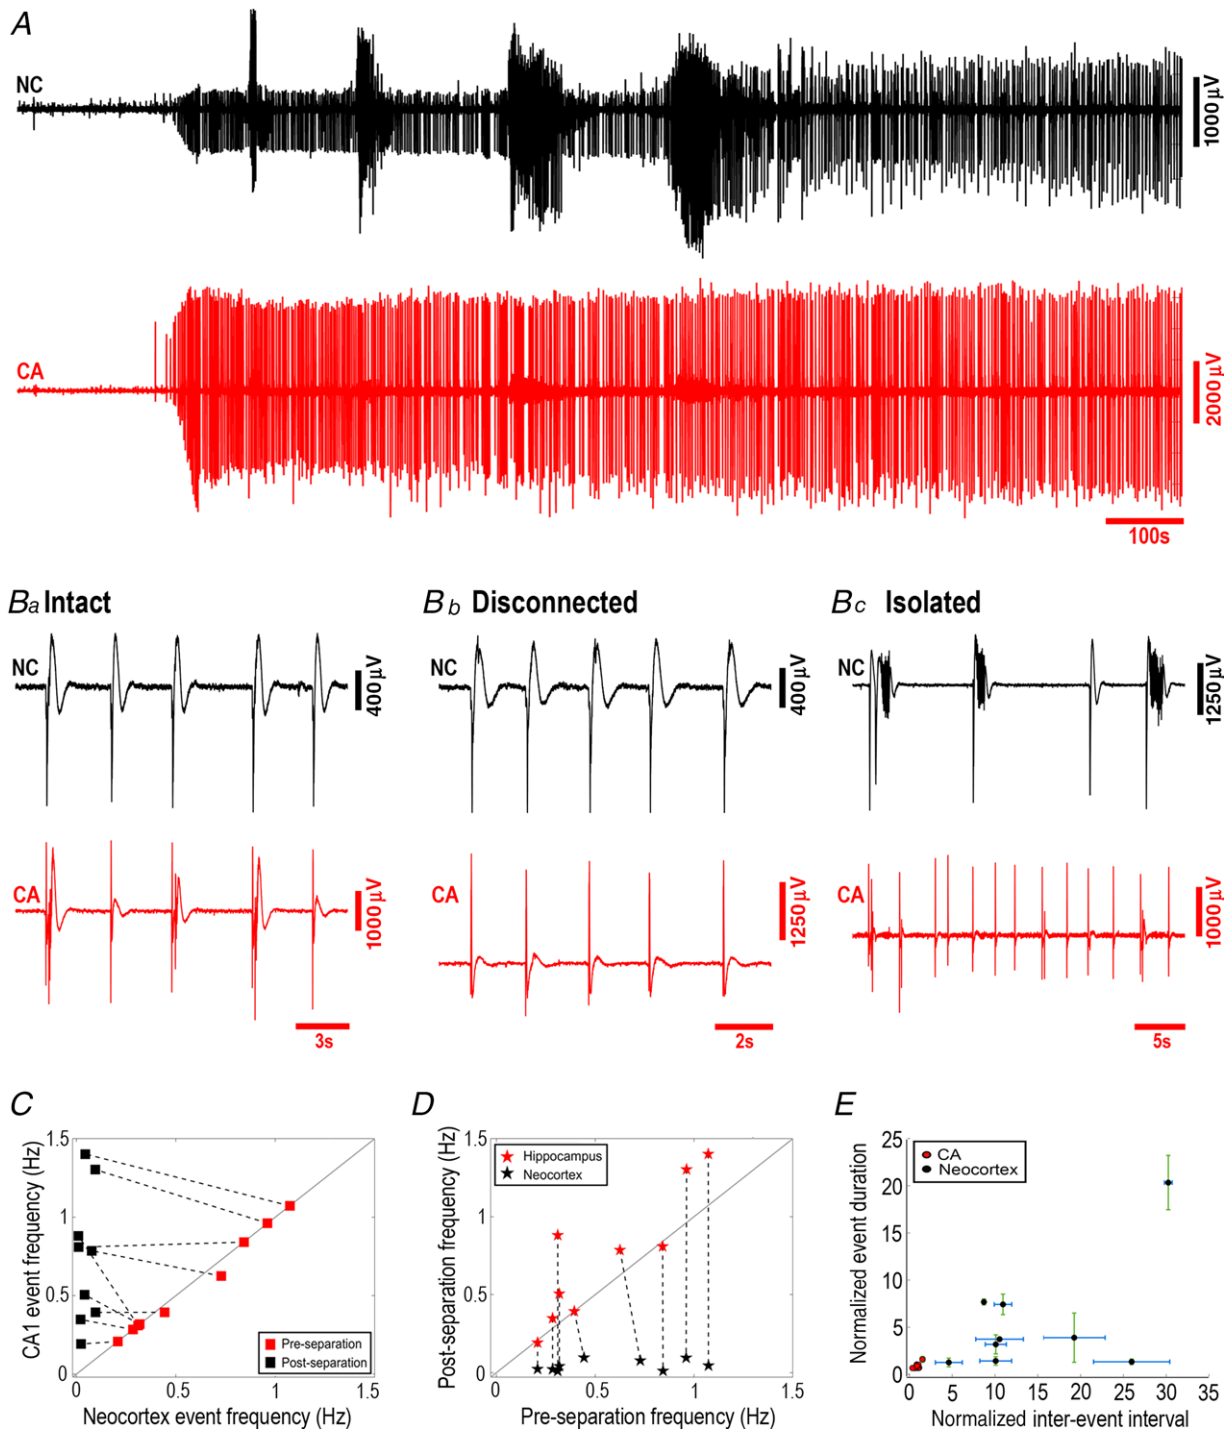 A
NC
1000 µV
CA
2000 µV
100s
Ba Intact
NC
400 µV
CA
1000 µV
3s
Bb Disconnected
NC
400 µV
CA
1250 µV
2s
Bc Isolated
NC
1250 µV
CA
1000 µV
5s
C
CA1 event frequency (Hz)
1.5
1
0.5
0
0
0.5
1
1.5
Pre-separation
Post-separation
Neocortex event frequency (Hz)
D
Post-separation frequency (Hz)
1.5
1
0.5
0
0
0.5
1
1.5
Hippocampus
Neocortex
Pre-separation frequency (Hz)
E
Normalized event duration
25
20
15
10
5
0
0 5 10 15 20 25 30 35
CA
Neocortex
Normalized inter-event interval